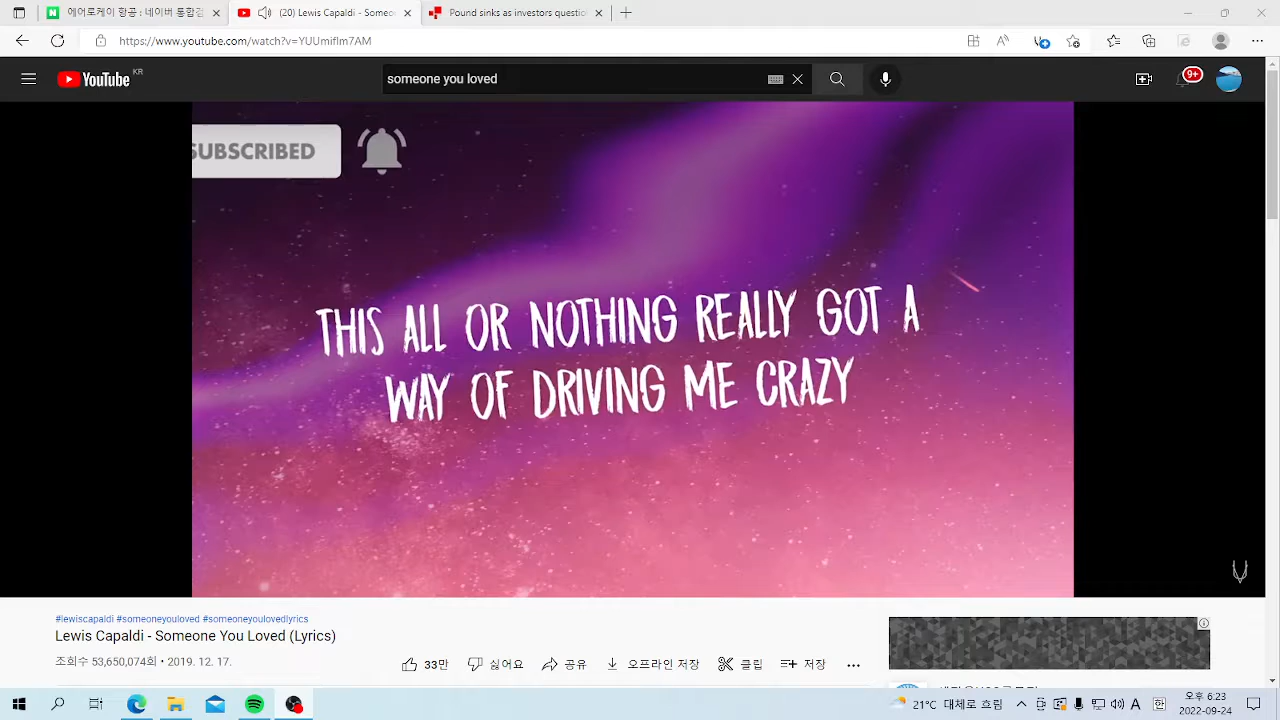 에어로케이 항공 : 네이버 통합검
(20) Lewis Capaldi - Someo
Pound sinks as investors questi
https://www.youtube.com/watch?v=YUUmifIm7AM
YouTube KR
someone you loved
9+
SUBSCRIBED
THIS ALL OR NOTHING REALLY GOT A
WAY OF DRIVING ME CRAZY
#lewiscapaldi #someoneyouloved #someoneyoulovedlyrics
Lewis Capaldi - Someone You Loved (Lyrics)
조회수 53,650,074회 • 2019. 12. 17.
33만 싫어요 공유 오프라인 저장 클립 저장
21°C 대체로 흐림
A
오후 6:23
2022-09-24